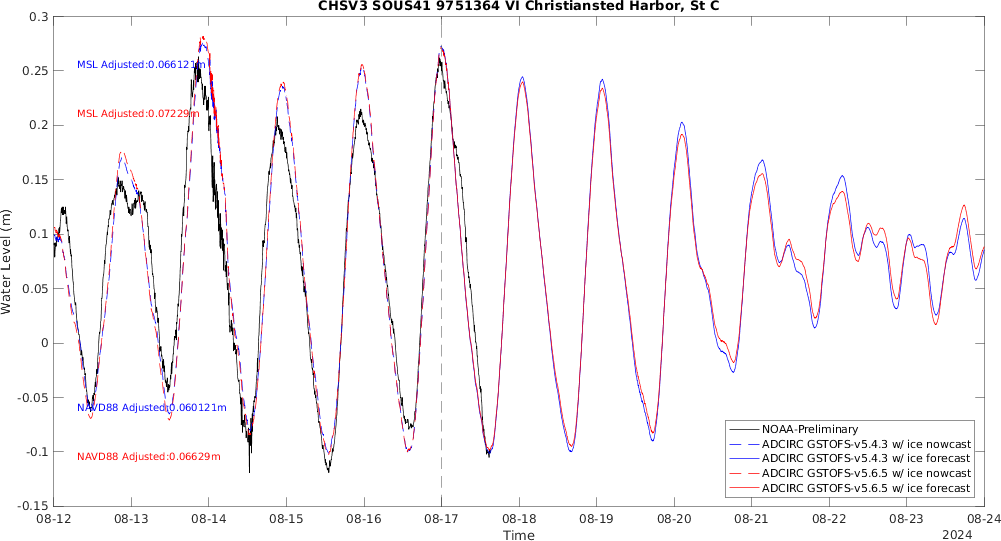 CHSV3 SOUS41 9751364 VI Christiansted Harbor, St C
0.3
0.25
0.2
0.15
0.1
0.05
0
-0.05
-0.1
-0.15
Water Level (m)
MSL Adjusted:0.066121m
MSL Adjusted:0.07229m
NAVD88 Adjusted:0.060121m
NAVD88 Adjusted:0.06629m
NOAA-Preliminary
ADCIRC GSTOFS-v5.4.3 w/ ice nowcast
ADCIRC GSTOFS-v5.4.3 w/ ice forecast
ADCIRC GSTOFS-v5.6.5 w/ ice nowcast
ADCIRC GSTOFS-v5.6.5 w/ ice forecast
08-12 08-13 08-14 08-15 08-16 08-17 08-18 08-19 08-20 08-21 08-22 08-23 08-24
Time
2024